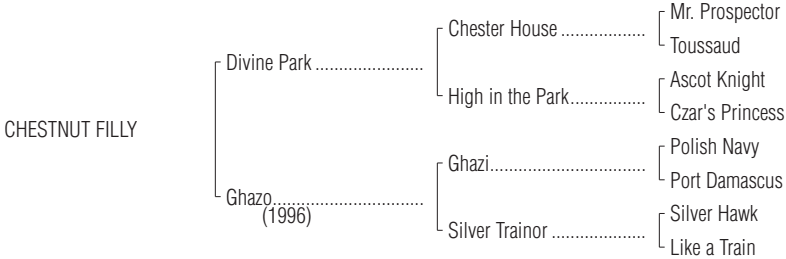 Mr. Prospector
Chester House ..................
Toussaud
Divine Park .......................
Ascot Knight
High in the Park................
Czar's Princess
CHESTNUT FILLY
Polish Navy
Ghazi.................................
Port Damascus
Ghazo................................
(1996)
Silver Hawk
Silver Trainor ....................
Like a Train